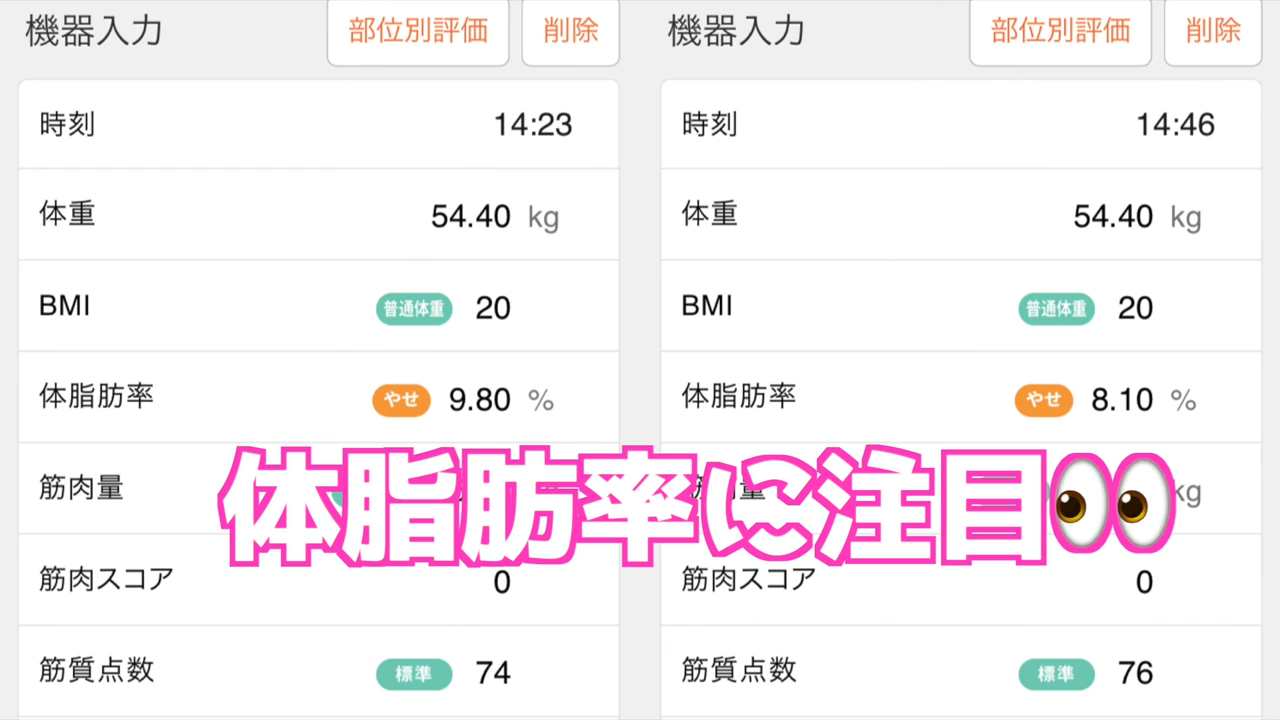 機器入力 部位別評価 削除
時刻 14:23
体重 54.40 kg
BMI 普通体重 20
体脂肪率 やせ 9.80 %
筋肉量
筋肉スコア 0
筋質点数 標準 74
機器入力 部位別評価 削除
時刻 14:46
体重 54.40 kg
BMI 普通体重 20
体脂肪率 やせ 8.10 %
kg
筋肉スコア 0
筋質点数 標準 76
体脂肪率に注目👀